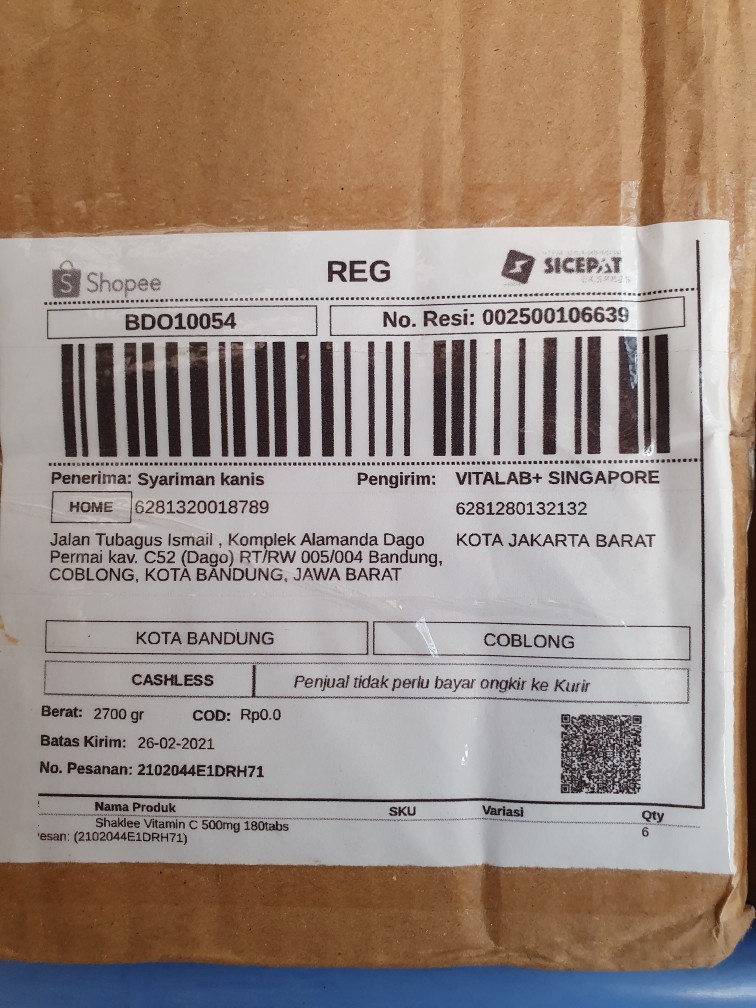 Shopee
REG
SICEPAT
EKSPRES
BDO10054
No. Resi: 002500106639
Penerima: Syariman kanis
Pengirim: VITALAB+ SINGAPORE
HOME 6281320018789
6281280132132
Jalan Tubagus Ismail , Komplek Alamanda Dago
Permai kav. C52 (Dago) RT/RW 005/004 Bandung,
COBLONG, KOTA BANDUNG, JAWA BARAT
KOTA JAKARTA BARAT
KOTA BANDUNG
COBLONG
CASHLESS
Penjual tidak perlu bayar ongkir ke Kurir
Berat: 2700 gr
COD: Rp0.0
Batas Kirim: 26-02-2021
No. Pesanan: 2102044E1DRH71
Nama Produk SKU Variasi Qty
Shaklee Vitamin C 500mg 180tabs 6
esan: (2102044E1DRH71)